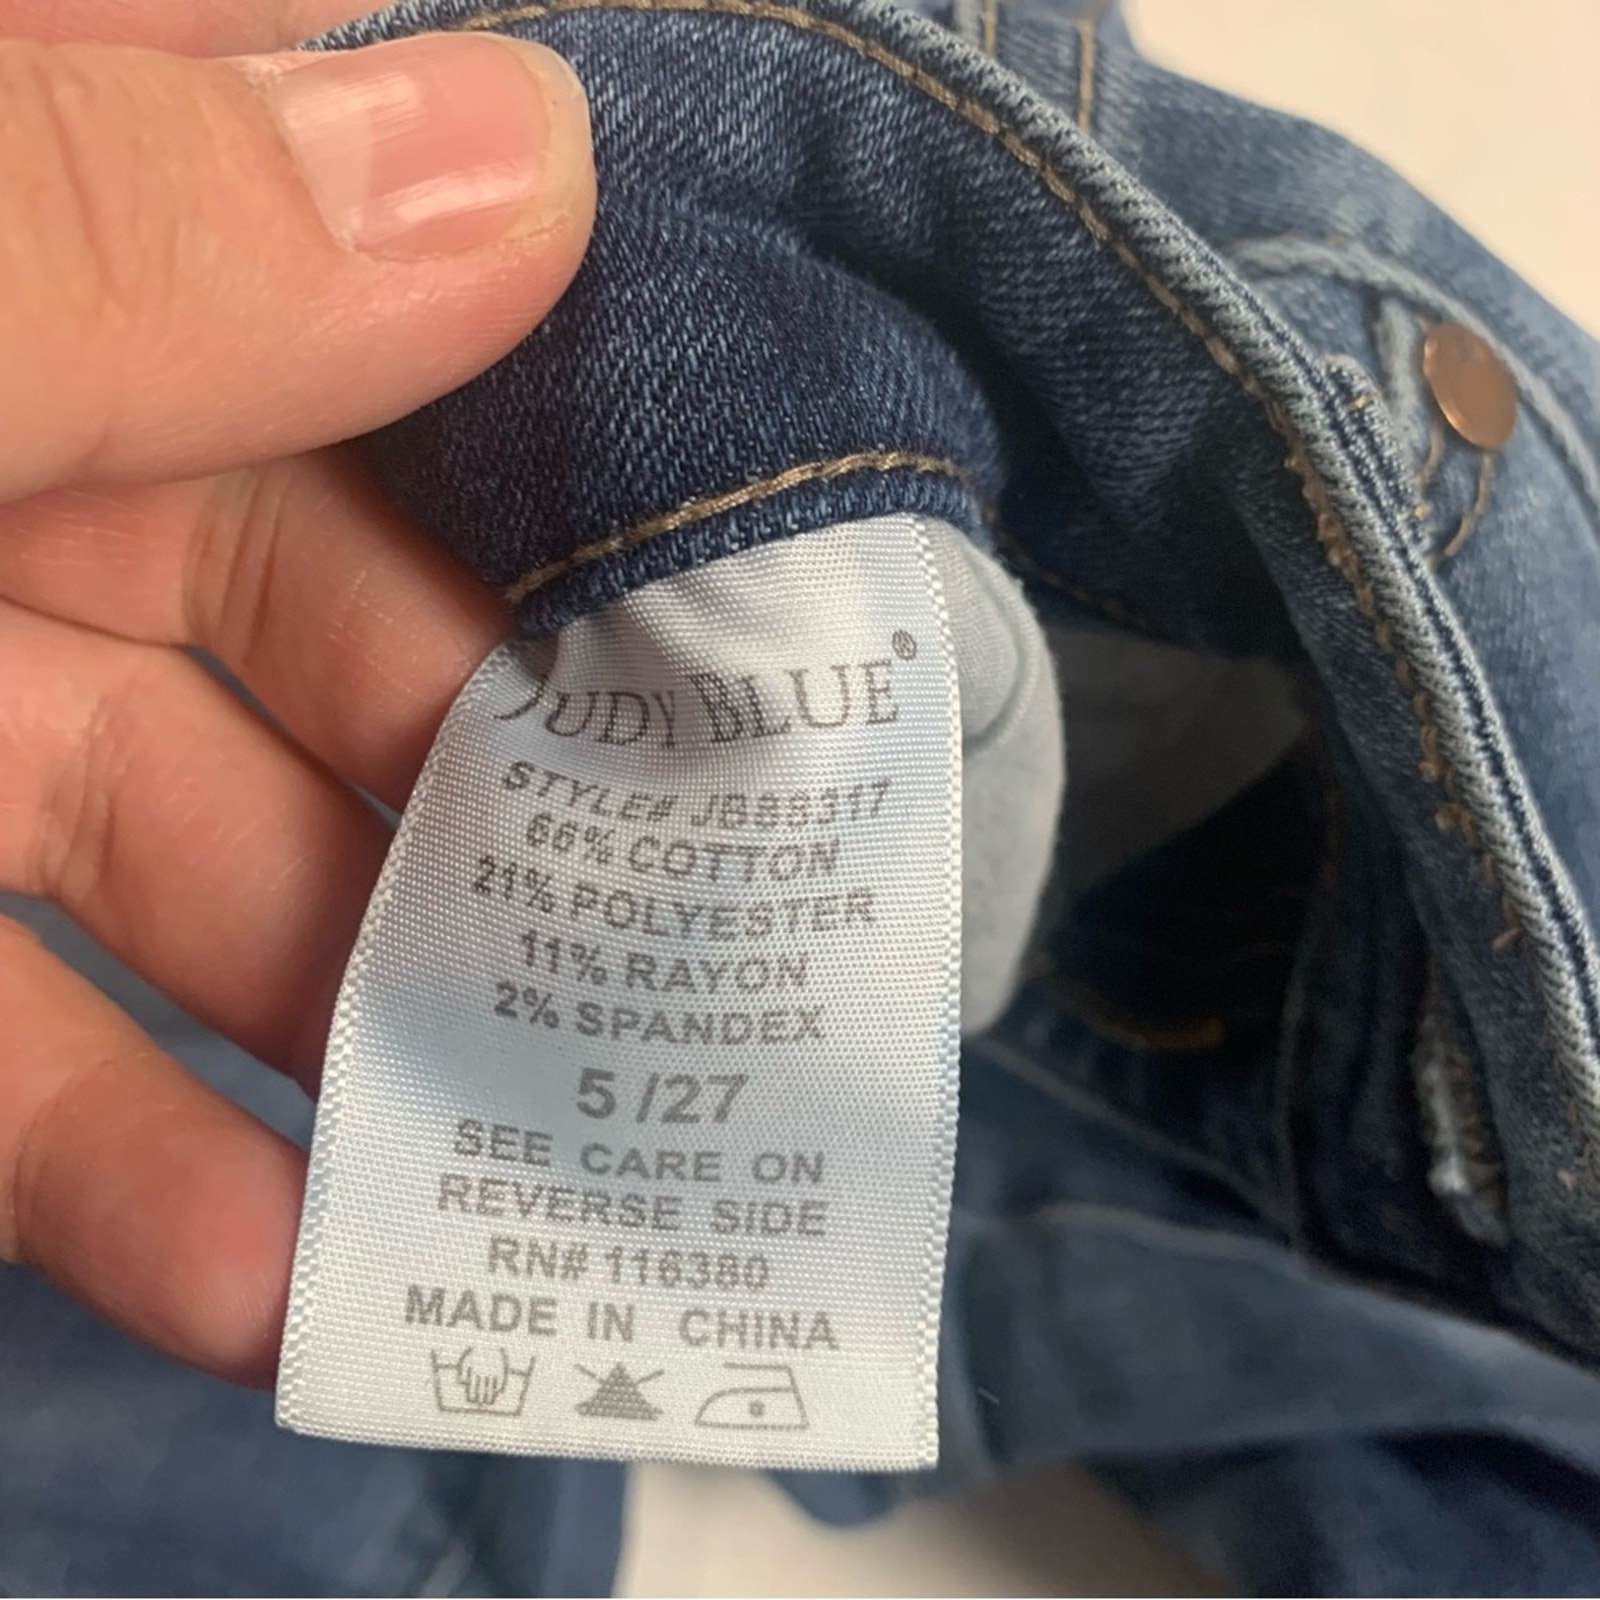 JUDY BLUE®
STYLE# JB88317
66% COTTON
21% POLYESTER
11% RAYON
2% SPANDEX
5 /27
SEE CARE ON
REVERSE SIDE
RN# 116380
MADE IN CHINA